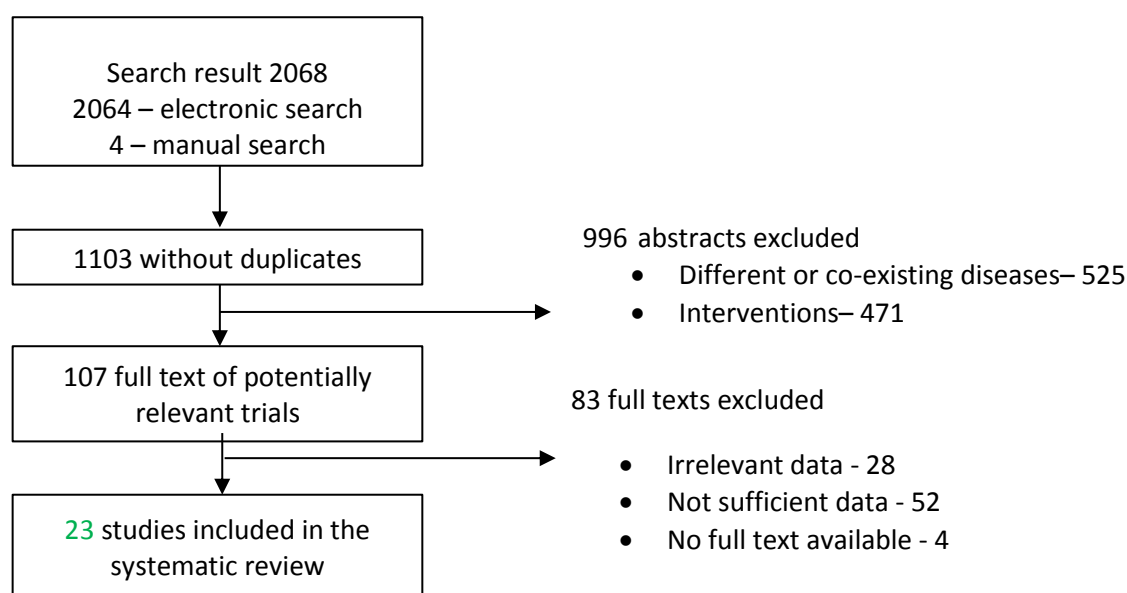 Search result 2068
2064 – electronic search
4 – manual search
1103 without duplicates
996 abstracts excluded
• Different or co-existing diseases– 525
• Interventions– 471
107 full text of potentially
relevant trials
83 full texts excluded
• Irrelevant data - 28
• Not sufficient data - 52
• No full text available - 4
23 studies included in the
systematic review